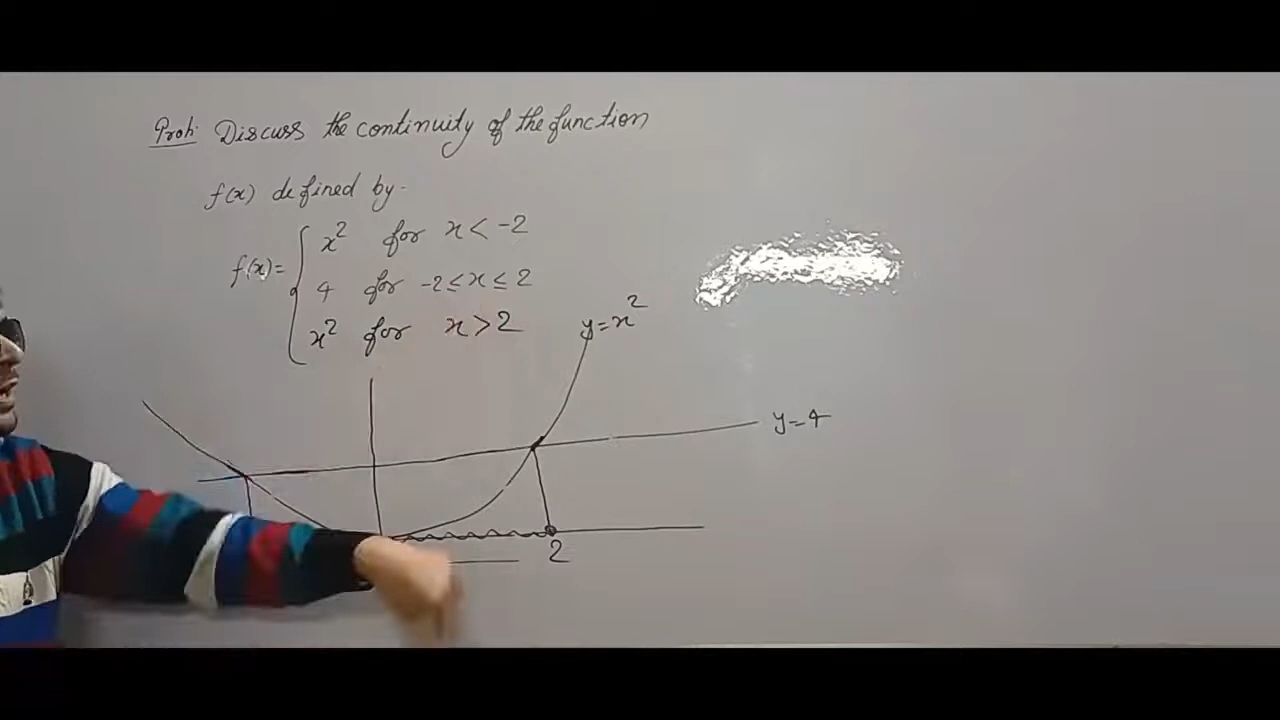 Prob: Discuss the continuity of the function
f(x) defined by-
f(x)= { x² for x < -2
4 for -2 ≤ x ≤ 2
x² for x > 2
y=x²
y=4
2